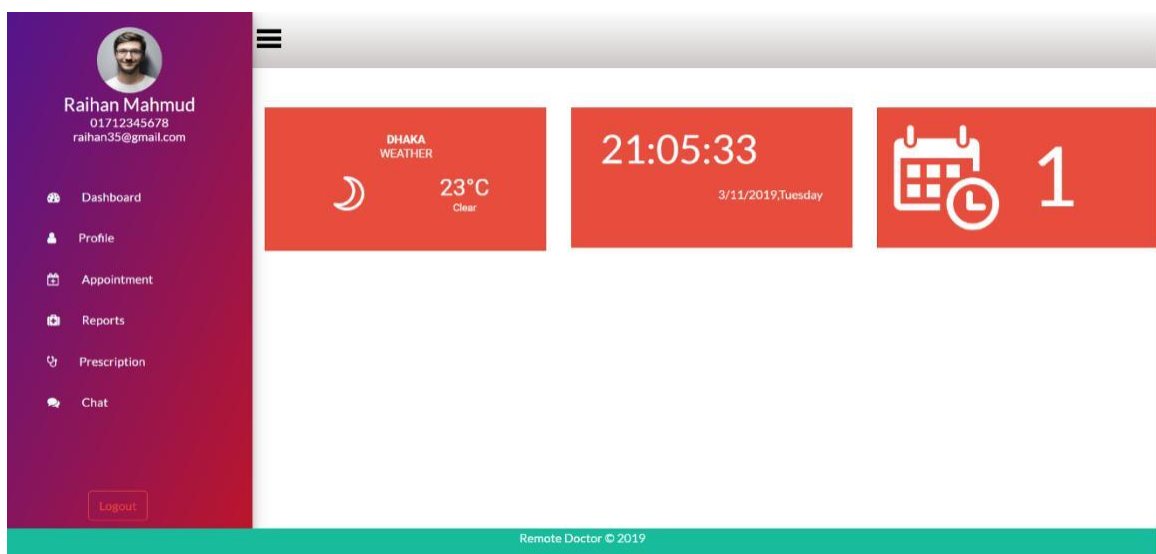 Raihan Mahmud
01712345678
raihan35@gmail.com
Dashboard
Profile
Appointment
Reports
Prescription
Chat
Logout
DHAKA
WEATHER
23°C
Clear
21:05:33
3/11/2019,Tuesday
1
Remote Doctor © 2019